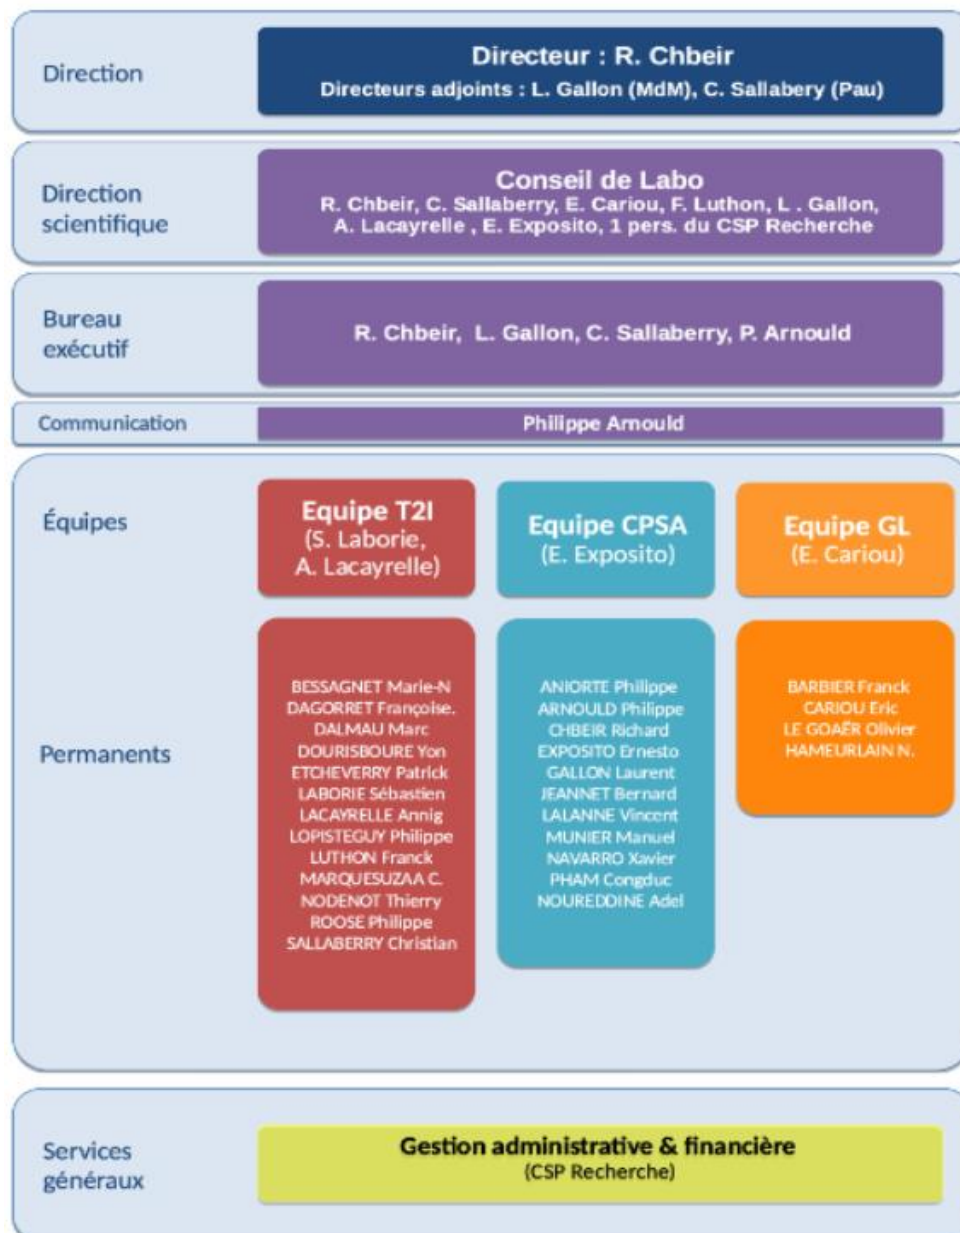 Direction
Directeur : R. Chbeir
Directeurs adjoints : L. Gallon (MdM), C. Sallabery (Pau)
Direction
scientifique
Conseil de Labo
R. Chbeir, C. Sallaberry, E. Cariou, F. Luthon, L . Gallon,
A. Lacayrelle , E. Exposito, 1 pers. du CSP Recherche
Bureau
exécutif
R. Chbeir, L. Gallon, C. Sallaberry, P. Arnould
Communication
Philippe Arnould
Équipes
Equipe T2I
(S. Laborie,
A. Lacayrelle)
Equipe CPSA
(E. Exposito)
Equipe GL
(E. Cariou)
Permanents
BESSAGNET Marie-N
DAGORRET Françoise.
DALMAU Marc
DOURISBOURE Yon
ETCHEVERRY Patrick
LABORIE Sébastien
LACAYRELLE Annig
LOPISTEGUY Philippe
LUTHON Franck
MARQUESUZAA C.
NODENOT Thierry
ROOSE Philippe
SALLABERRY Christian
ANIORTE Philippe
ARNOULD Philippe
CHBEIR Richard
EXPOSITO Ernesto
GALLON Laurent
JEANNET Bernard
LALANNE Vincent
MUNIER Manuel
NAVARRO Xavier
PHAM Congduc
NOUREDDINE Adel
BARBIER Franck
CARIOU Eric
LE GOAËR Olivier
HAMEURLAIN N.
Services
généraux
Gestion administrative & financière
(CSP Recherche)